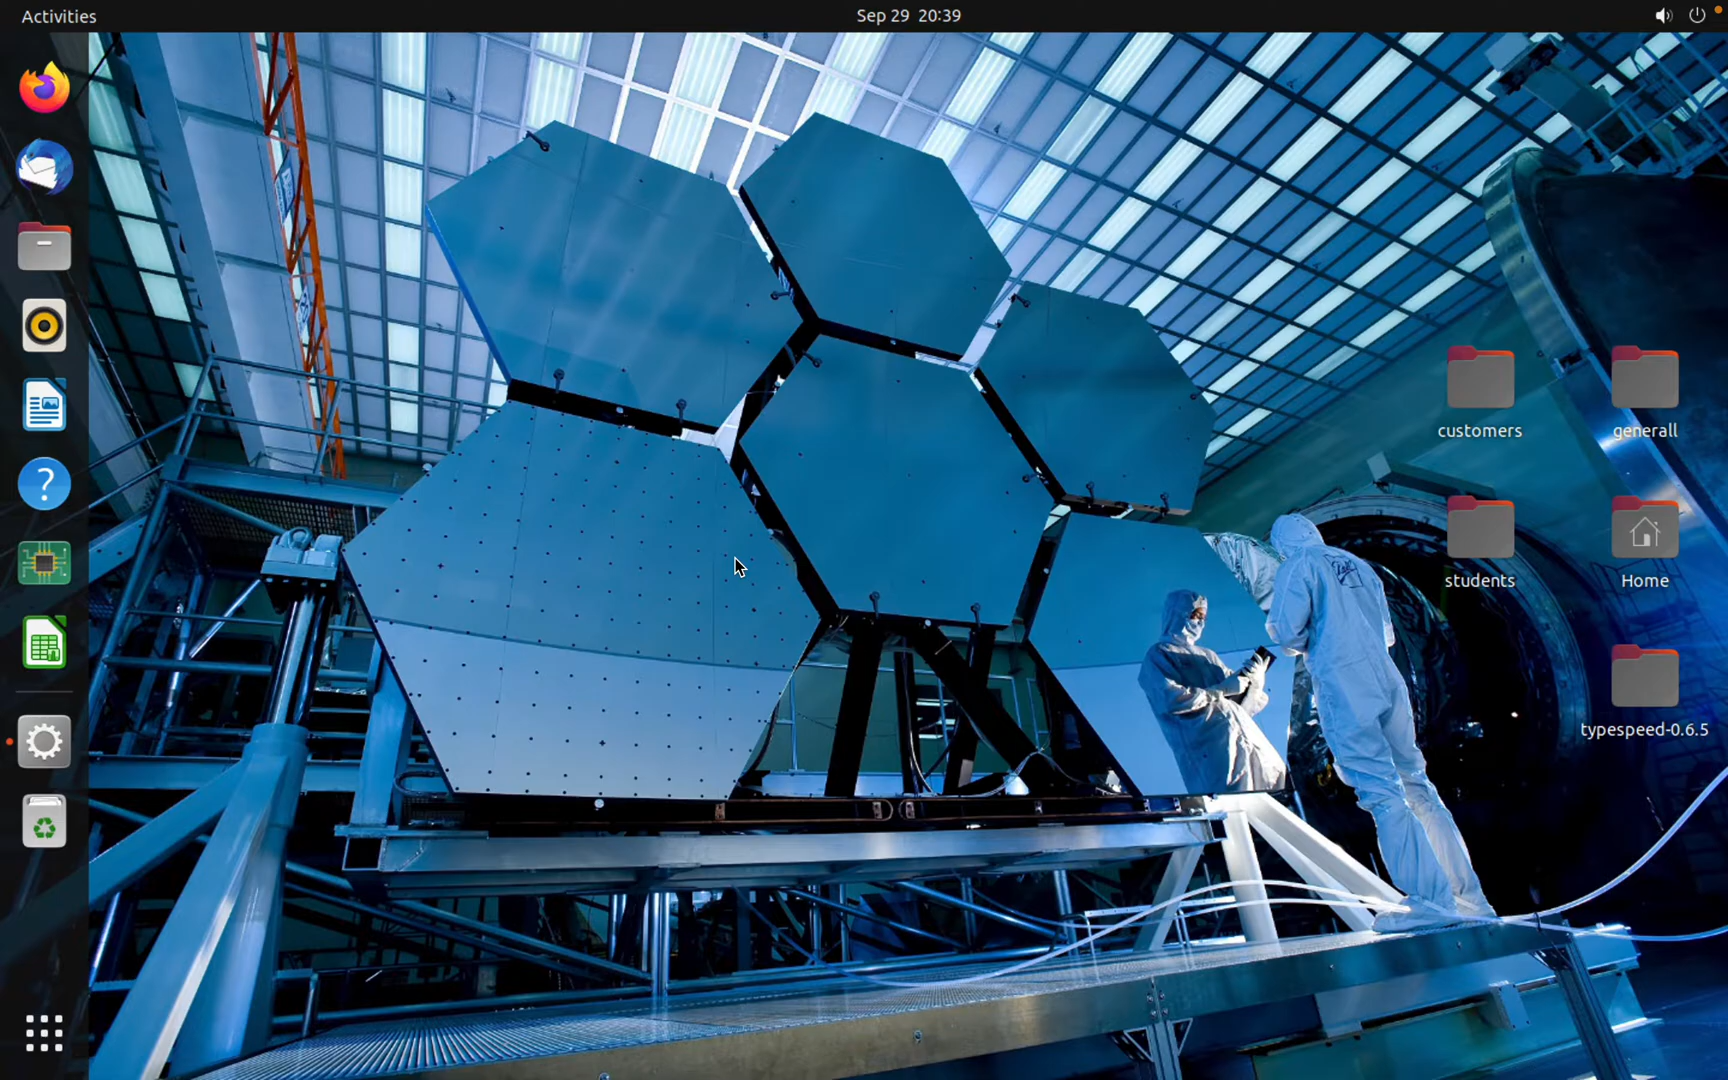 Activities
Sep 29 20:39
customers
generall
students
Home
typespeed-0.6.5